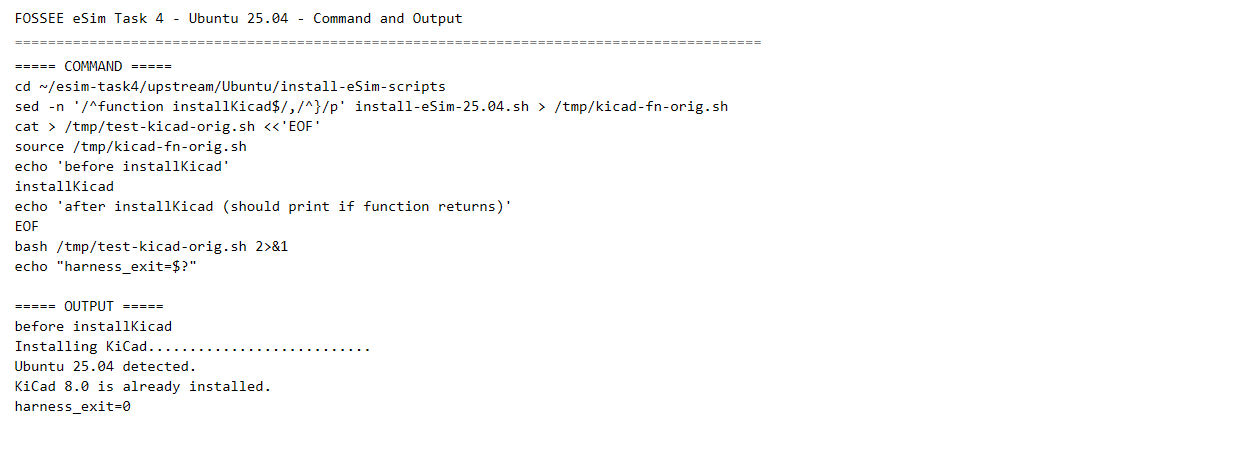 FOSSEE eSim Task 4 - Ubuntu 25.04 - Command and Output
==========================================================================================
===== COMMAND =====
cd ~/esim-task4/upstream/Ubuntu/install-eSim-scripts
sed -n '/^function installKicad$/,/^}/p' install-eSim-25.04.sh > /tmp/kicad-fn-orig.sh
cat > /tmp/test-kicad-orig.sh <<'EOF'
source /tmp/kicad-fn-orig.sh
echo 'before installKicad'
installKicad
echo 'after installKicad (should print if function returns)'
EOF
bash /tmp/test-kicad-orig.sh 2>&1
echo "harness_exit=$?"
===== OUTPUT =====
before installKicad
Installing KiCad...........................
Ubuntu 25.04 detected.
KiCad 8.0 is already installed.
harness_exit=0